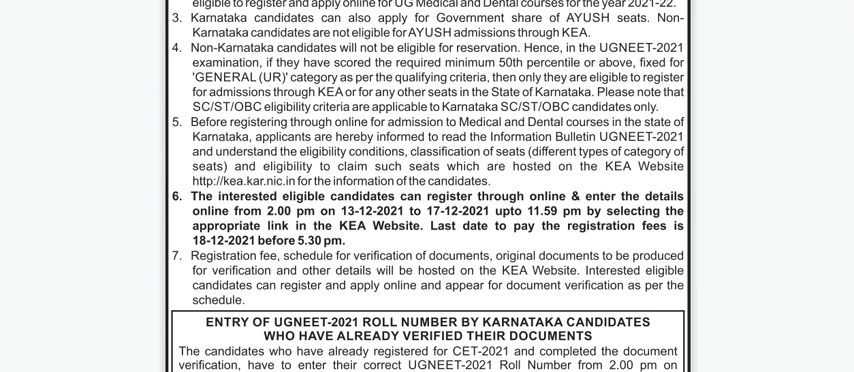 eligible to register and apply online for UG Medical and Dental courses for the year 2021-22.
3. Karnataka candidates can also apply for Government share of AYUSH seats. Non-
Karnataka candidates are not eligible for AYUSH admissions through KEA.
4. Non-Karnataka candidates will not be eligible for reservation. Hence, in the UGNEET-2021
examination, if they have scored the required minimum 50th percentile or above, fixed for
'GENERAL (UR)' category as per the qualifying criteria, then only they are eligible to register
for admissions through KEA or for any other seats in the State of Karnataka. Please note that
SC/ST/OBC eligibility criteria are applicable to Karnataka SC/ST/OBC candidates only.
5. Before registering through online for admission to Medical and Dental courses in the state of
Karnataka, applicants are hereby informed to read the Information Bulletin UGNEET-2021
and understand the eligibility conditions, classification of seats (different types of category of
seats) and eligibility to claim such seats which are hosted on the KEA Website
http://kea.kar.nic.in for the information of the candidates.
6. The interested eligible candidates can register through online & enter the details
online from 2.00 pm on 13-12-2021 to 17-12-2021 upto 11.59 pm by selecting the
appropriate link in the KEA Website. Last date to pay the registration fees is
18-12-2021 before 5.30 pm.
7. Registration fee, schedule for verification of documents, original documents to be produced
for verification and other details will be hosted on the KEA Website. Interested eligible
candidates can register and apply online and appear for document verification as per the
schedule.
ENTRY OF UGNEET-2021 ROLL NUMBER BY KARNATAKA CANDIDATES
WHO HAVE ALREADY VERIFIED THEIR DOCUMENTS
The candidates who have already registered for CET-2021 and completed the document
verification, have to enter their correct UGNEET-2021 Roll Number from 2.00 pm on